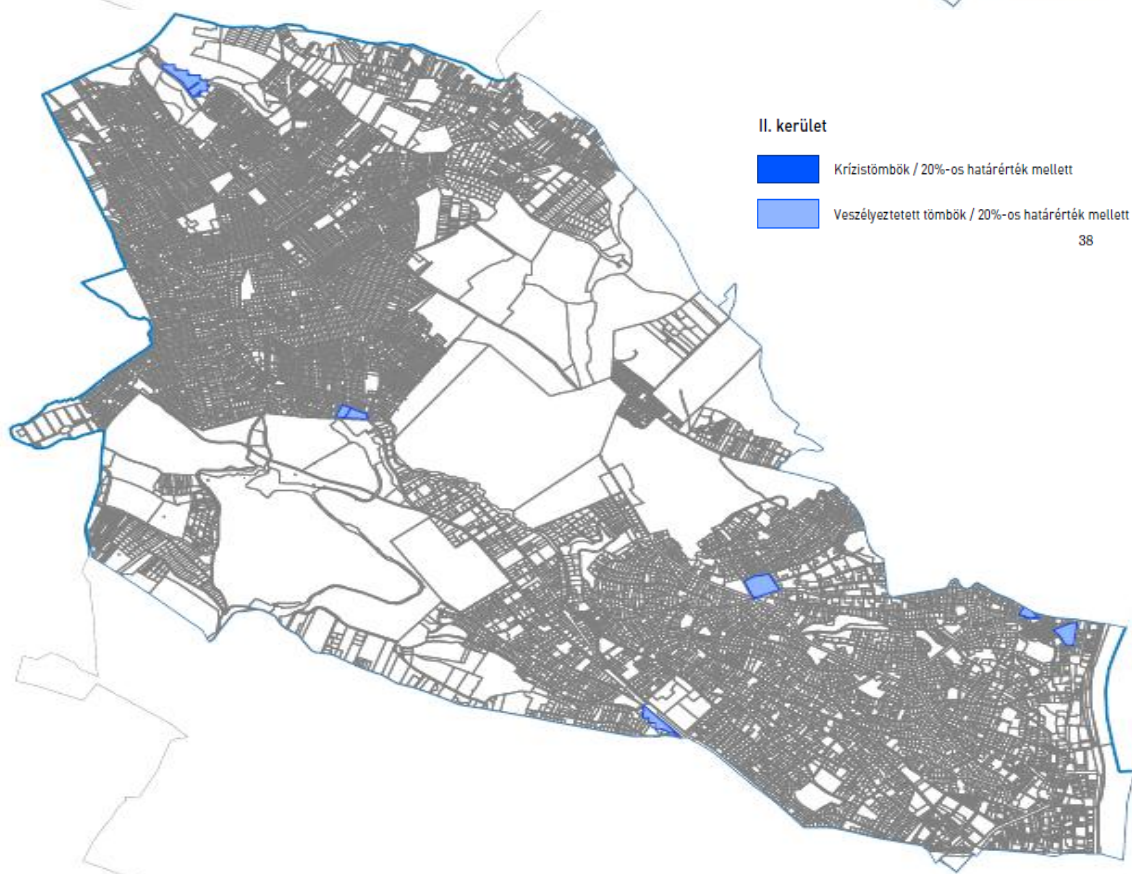 II. kerület
Krízistömbök / 20%-os határérték mellett
Veszélyeztetett tömbök / 20%-os határérték mellett
38